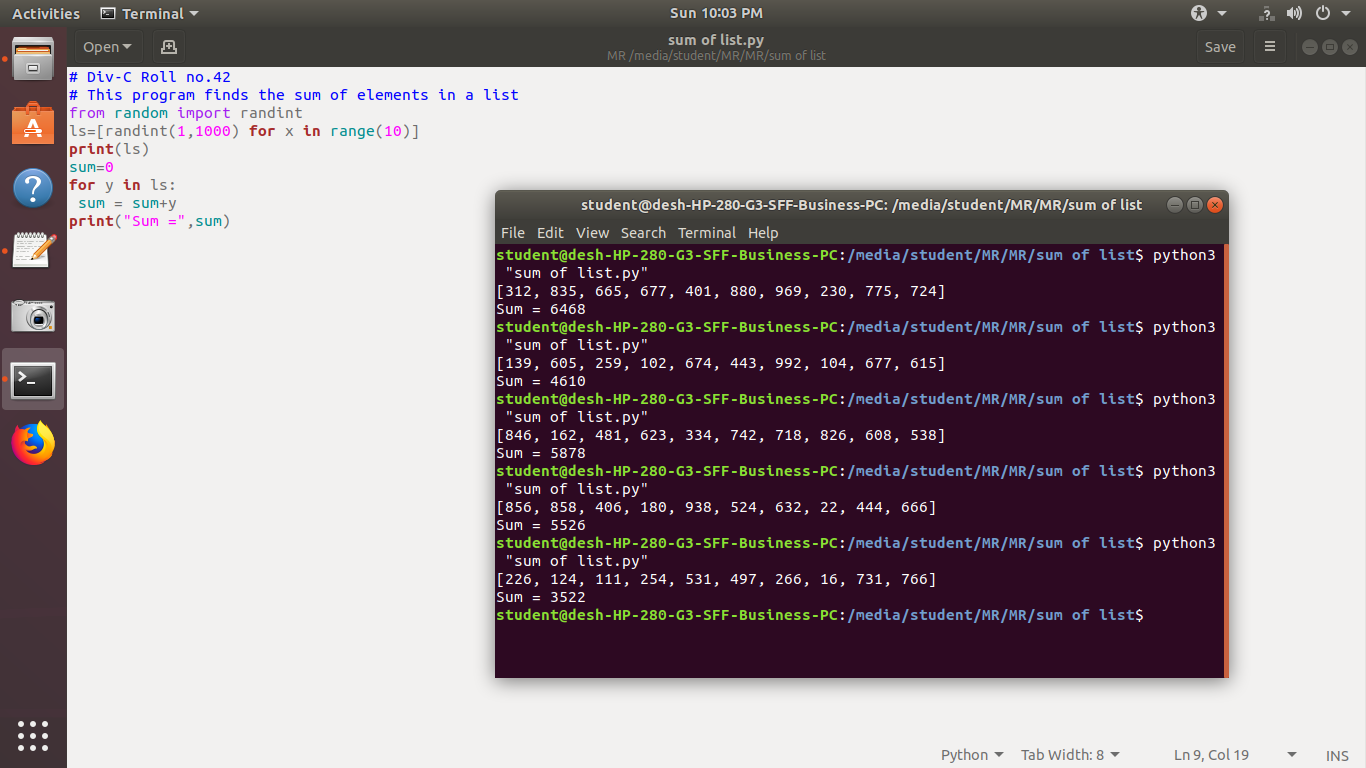 Activities Terminal Sun 10:03 PM
Open sum of list.py Save
MR /media/student/MR/MR/sum of list
# Div-C Roll no.42
# This program finds the sum of elements in a list
from random import randint
ls=[randint(1,1000) for x in range(10)]
print(ls)
sum=0
for y in ls:
 sum = sum+y
print("Sum =",sum)
student@desh-HP-280-G3-SFF-Business-PC: /media/student/MR/MR/sum of list
File Edit View Search Terminal Help
student@desh-HP-280-G3-SFF-Business-PC:/media/student/MR/MR/sum of list$ python3
 "sum of list.py"
[312, 835, 665, 677, 401, 880, 969, 230, 775, 724]
Sum = 6468
student@desh-HP-280-G3-SFF-Business-PC:/media/student/MR/MR/sum of list$ python3
 "sum of list.py"
[139, 605, 259, 102, 674, 443, 992, 104, 677, 615]
Sum = 4610
student@desh-HP-280-G3-SFF-Business-PC:/media/student/MR/MR/sum of list$ python3
 "sum of list.py"
[846, 162, 481, 623, 334, 742, 718, 826, 608, 538]
Sum = 5878
student@desh-HP-280-G3-SFF-Business-PC:/media/student/MR/MR/sum of list$ python3
 "sum of list.py"
[856, 858, 406, 180, 938, 524, 632, 22, 444, 666]
Sum = 5526
student@desh-HP-280-G3-SFF-Business-PC:/media/student/MR/MR/sum of list$ python3
 "sum of list.py"
[226, 124, 111, 254, 531, 497, 266, 16, 731, 766]
Sum = 3522
student@desh-HP-280-G3-SFF-Business-PC:/media/student/MR/MR/sum of list$
Python Tab Width: 8 Ln 9, Col 19 INS